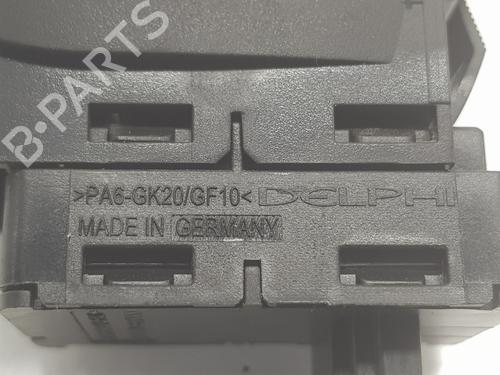 B-PARTS
>PA6-GK20/GF10< DELPHI
MADE IN GERMANY